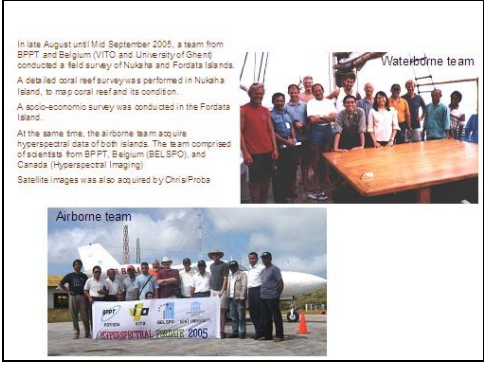 In late August until Mid September 2005, a team from
BPPT and Belgium (VITO and University of Ghent)
conducted a field survey of Nukaha and Fordata Islands.
A detailed coral reef survey was performed in Nukaha
Island, to map coral reef and its condition.
A socio-economic survey was conducted in the Fordata
Island.
At the same time, the airborne team acquire
hyperspectral data of both islands. The team comprised
of scientists from BPPT, Belgium (BELSPO), and
Canada (Hyperspectral Imaging)
Satellite images was also acquired by Chris/Proba
Waterborne team
Airborne team
BPPT
VITO
BELSPO
HYPERSPECTRAL
2005